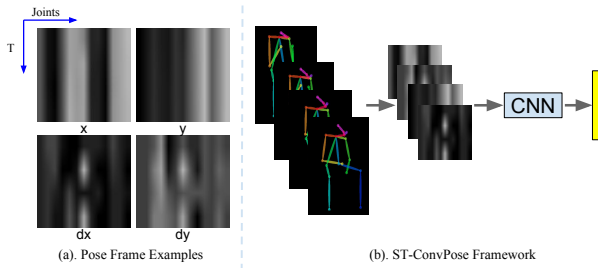 Joints
T
x
y
dx
dy
(a). Pose Frame Examples
CNN
(b). ST-ConvPose Framework